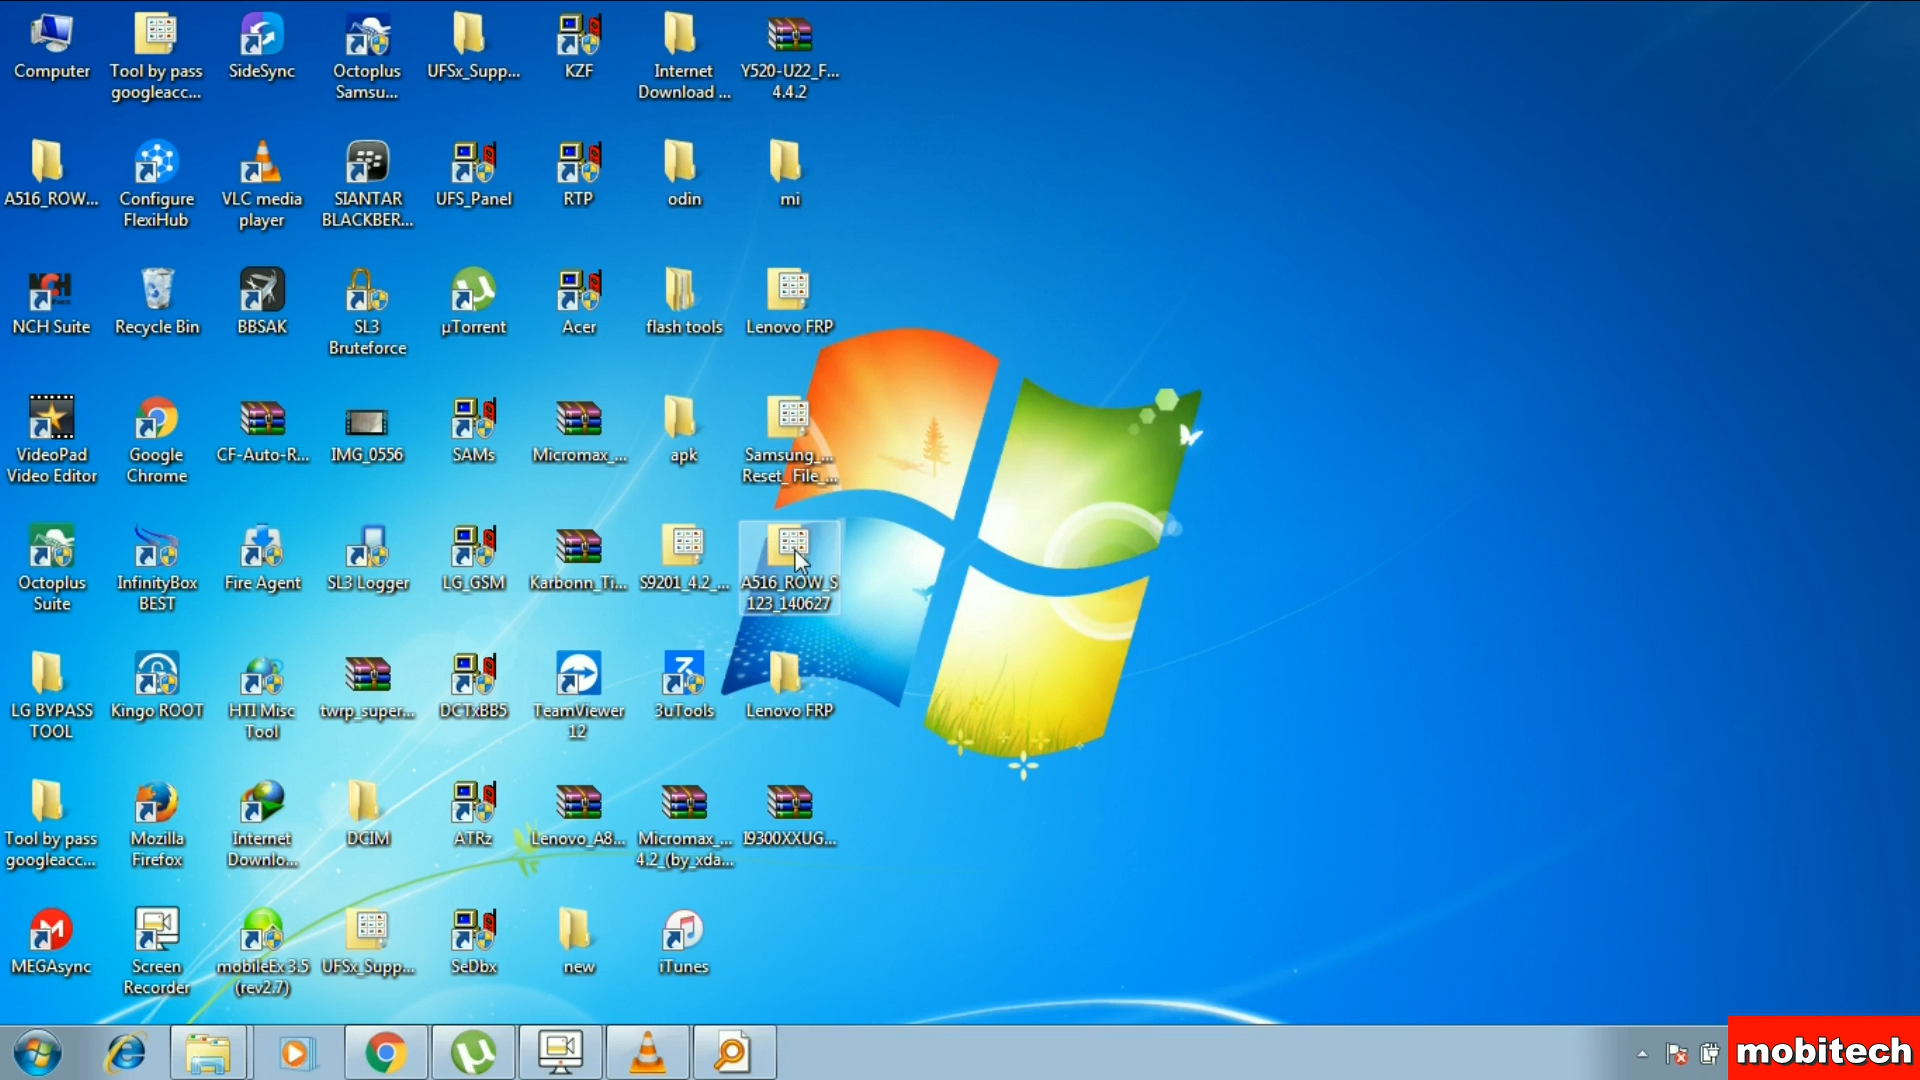 Computer
Tool by pass
googleacc...
SideSync
Octoplus
Samsu...
UFSx_Supp...
KZF
Internet
Download ...
Y520-U22_F...
4.4.2
A516_ROW...
Configure
FlexiHub
VLC media
player
SIANTAR
BLACKBER...
UFS_Panel
RTP
odin
mi
NCH
NCH Suite
Recycle Bin
BBSAK
SL3
Bruteforce
µTorrent
Acer
flash tools
Lenovo FRP
VideoPad
Video Editor
Google
Chrome
CF-Auto-R...
IMG_0556
SAMs
Micromax_...
apk
Samsung_...
Reset_ File_...
Octoplus
Suite
InfinityBox
BEST
Fire Agent
SL3 Logger
LG_GSM
Karbonn_Ti...
S9201_4.2_...
A516_ROW_S
123_140627
LG BYPASS
TOOL
Kingo ROOT
HTI Misc
Tool
twrp_super...
DCTxBB5
TeamViewer
12
3uTools
Lenovo FRP
Tool by pass
googleacc...
Mozilla
Firefox
Internet
Downlo...
DCIM
ATRz
Lenovo_A8...
Micromax_...
4.2_(by_xda...
I9300XXUG...
MEGAsync
Screen
Recorder
mobileEx 3.5
(rev2.7)
UFSx_Supp...
SeDbx
new
iTunes
mobitech